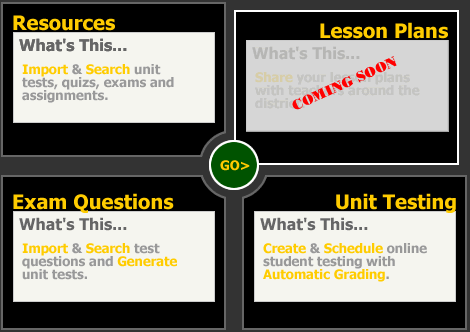 Resources
What's This...
Import & Search unit
tests, quizs, exams and
assignments.
Lesson Plans
What's This...
Share your lesson plans
with teachers around the
district.
COMING SOON
GO>
Exam Questions
What's This...
Import & Search test
questions and Generate
unit tests.
Unit Testing
What's This...
Create & Schedule online
student testing with
Automatic Grading.